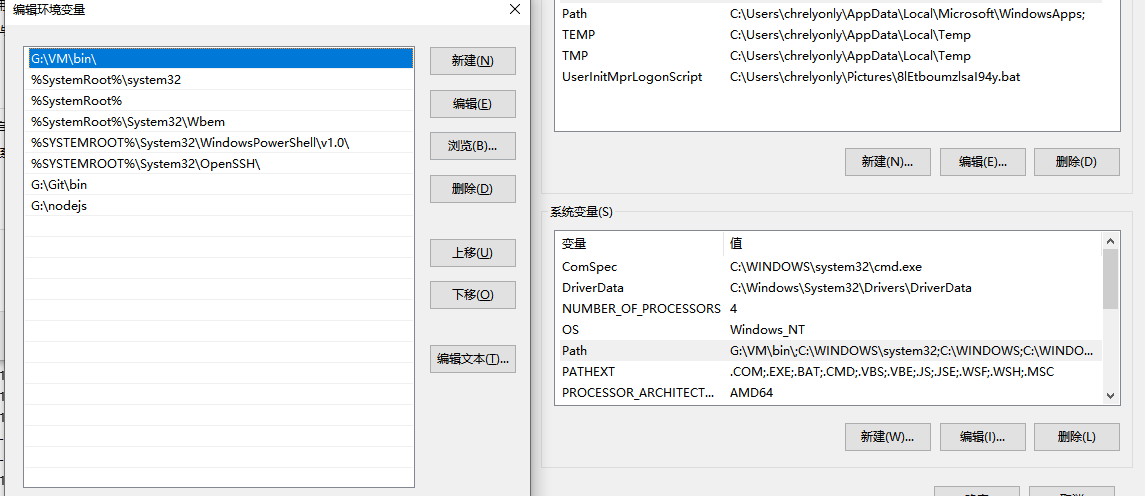 编辑环境变量
G:\VM\bin\
%SystemRoot%\system32
%SystemRoot%
%SystemRoot%\System32\Wbem
%SYSTEMROOT%\System32\WindowsPowerShell\v1.0\
%SYSTEMROOT%\System32\OpenSSH\
G:\Git\bin
G:\nodejs
新建(N)
编辑(E)
浏览(B)...
删除(D)
上移(U)
下移(O)
编辑文本(T)...
Path C:\Users\chrelyonly\AppData\Local\Microsoft\WindowsApps;
TEMP C:\Users\chrelyonly\AppData\Local\Temp
TMP C:\Users\chrelyonly\AppData\Local\Temp
UserInitMprLogonScript C:\Users\chrelyonly\Pictures\8lEtboumzlsaI94y.bat
新建(N)... 编辑(E)... 删除(D)
系统变量(S)
变量 值
ComSpec C:\WINDOWS\system32\cmd.exe
DriverData C:\Windows\System32\Drivers\DriverData
NUMBER_OF_PROCESSORS 4
OS Windows_NT
Path G:\VM\bin\;C:\WINDOWS\system32;C:\WINDOWS;C:\WINDO...
PATHEXT .COM;.EXE;.BAT;.CMD;.VBS;.VBE;.JS;.JSE;.WSF;.WSH;.MSC
PROCESSOR_ARCHITECT... AMD64
新建(W)... 编辑(I)... 删除(L)